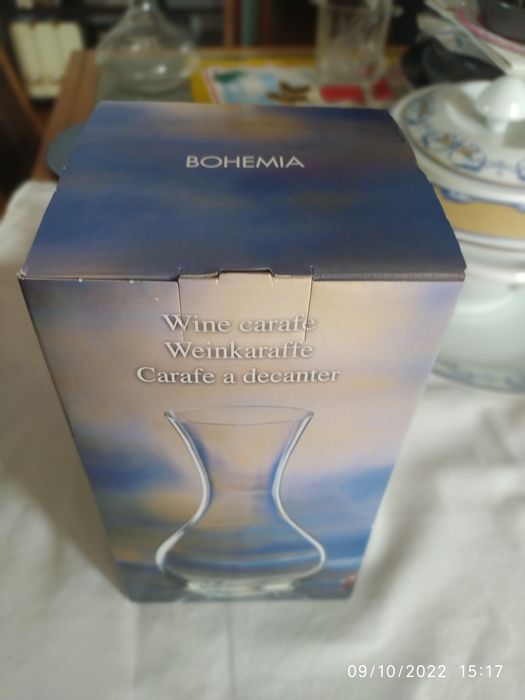 BOHEMIA
Wine carafe
Weinkaraffe
Carafe a decanter
09/10/2022 15:17